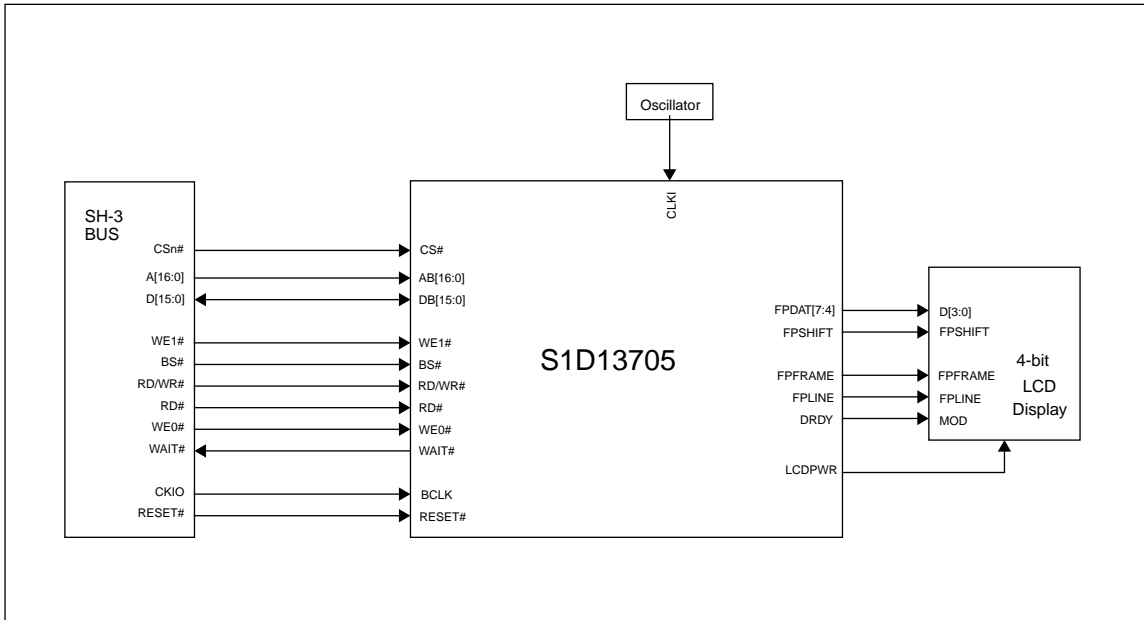 Oscillator
CLKI
SH-3
BUS
CSn#
A[16:0]
D[15:0]
WE1#
BS#
RD/WR#
RD#
WE0#
WAIT#
CKIO
RESET#
CS#
AB[16:0]
DB[15:0]
WE1#
BS#
RD/WR#
RD#
WE0#
WAIT#
BCLK
RESET#
S1D13705
FPDAT[7:4]
FPSHIFT
FPFRAME
FPLINE
DRDY
LCDPWR
D[3:0]
FPSHIFT
FPFRAME
FPLINE
MOD
4-bit
LCD
Display